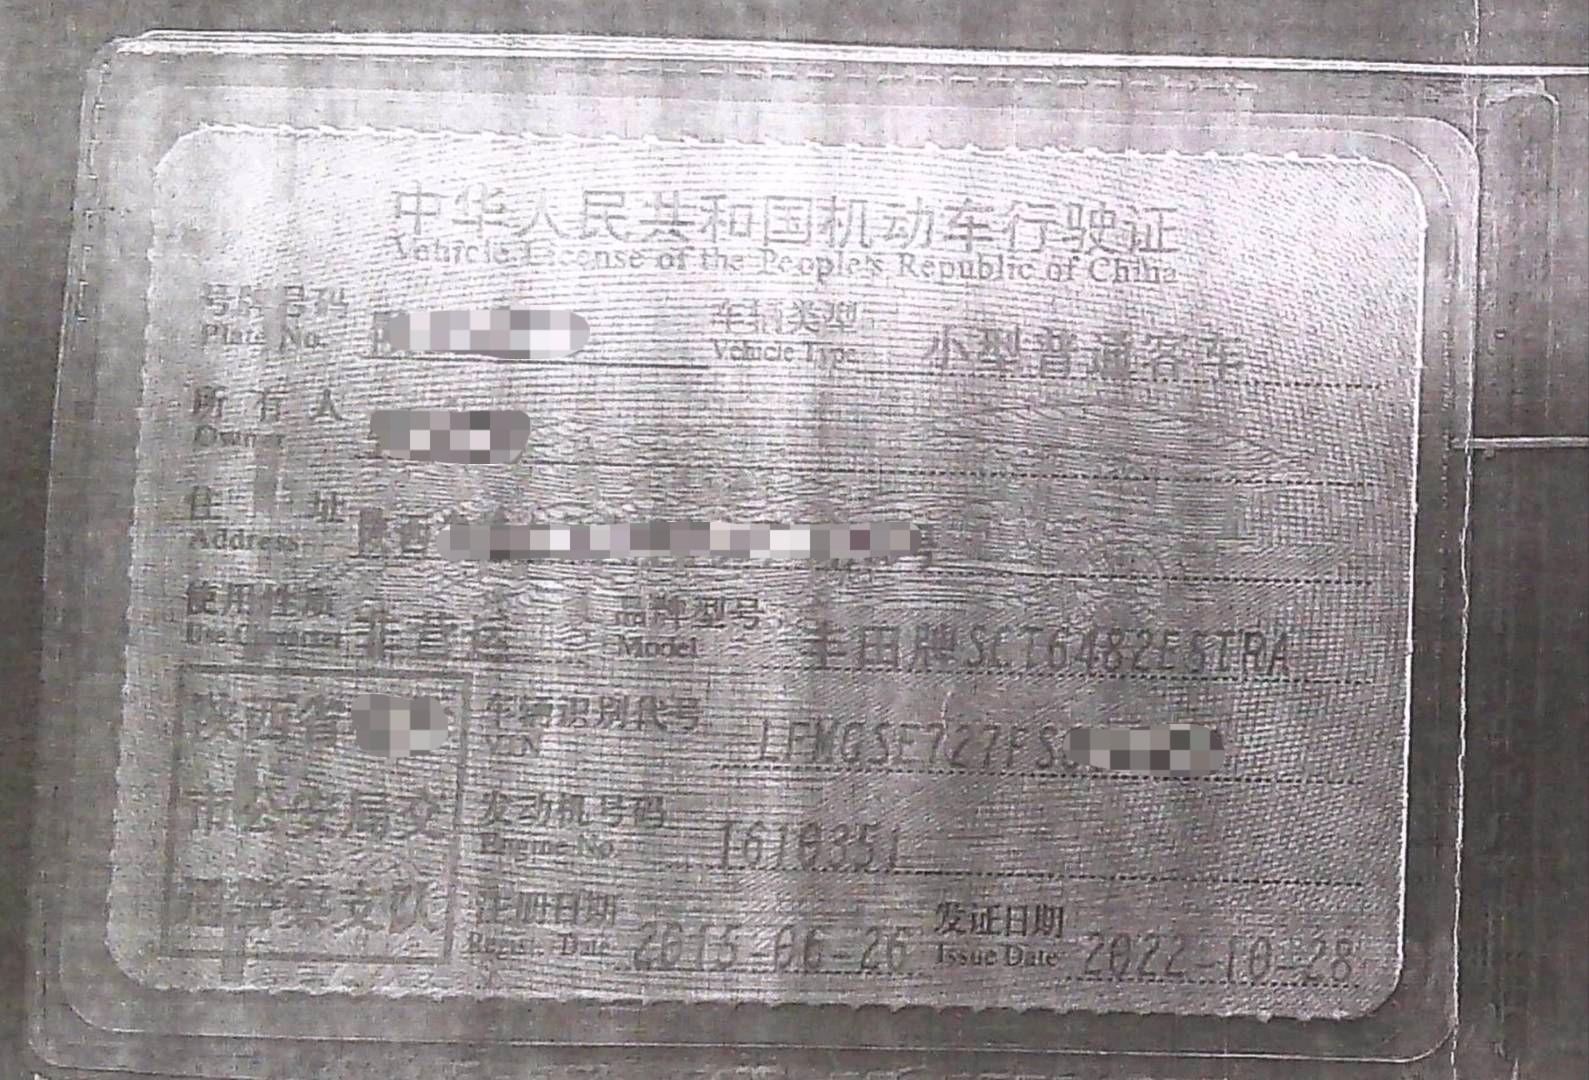 中华人民共和国机动车行驶证
Vehicle License of the People's Republic of China
号牌号码 车辆类型 小型普通客车
Plate No. Vehicle Type
所有人
Owner
住址 陕西 号
Address
使用性质 非营运 品牌型号 丰田牌SCT6482E5TRA
Use Character Model
陕西省 车辆识别代号 LFMGSE727FS
VIN
市公安局交 发动机号码 1610351
Engine No.
通警察支队 注册日期 2015-06-26 发证日期 2022-10-28
Register Date Issue Date